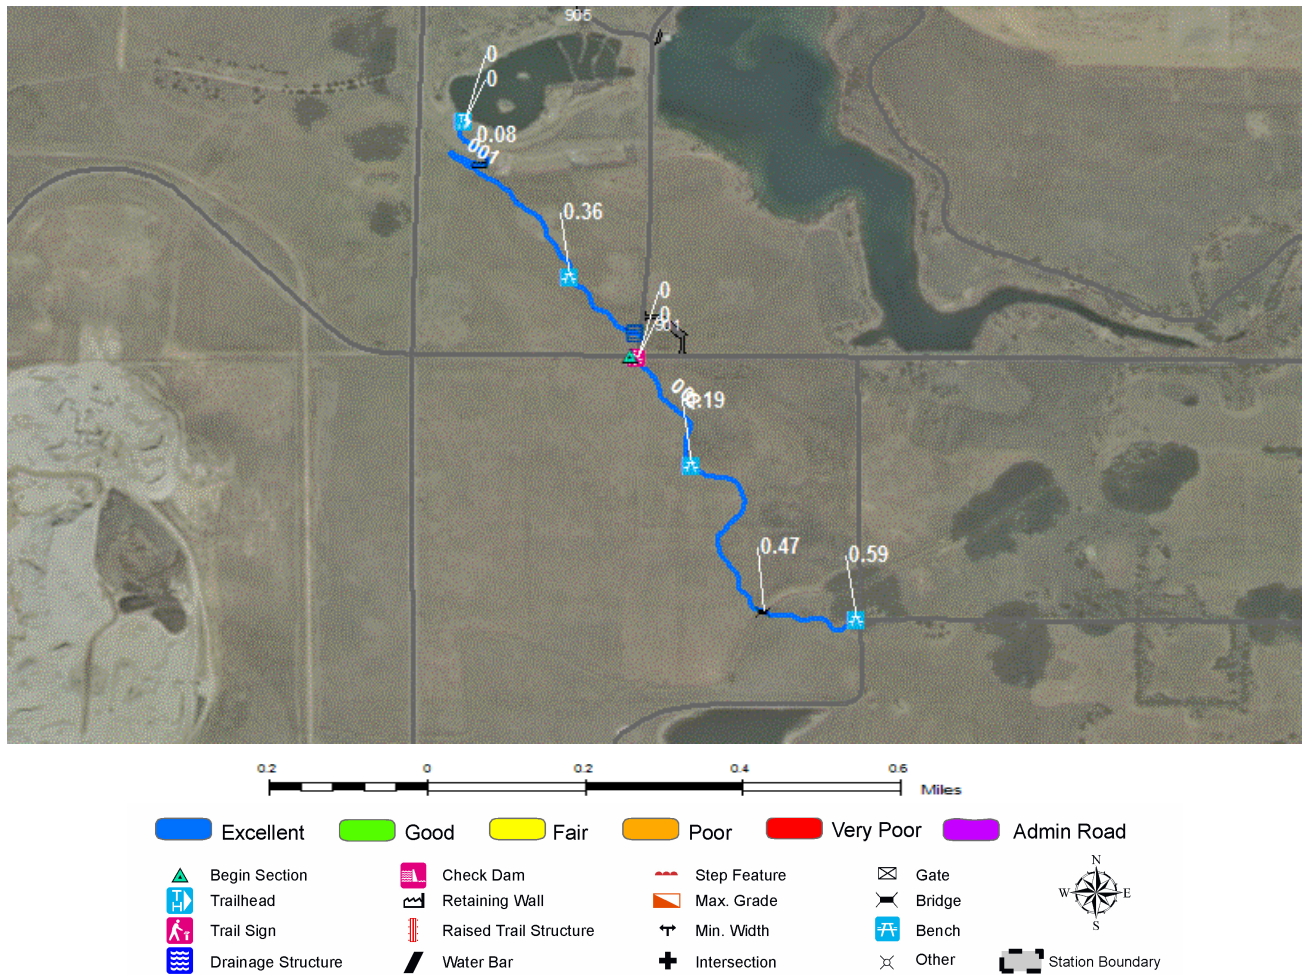 905
0
0
0.08
001
0.36
0
0
901
0.19
0.47
0.59
0.2
0
0.2
0.4
0.6
Miles
Excellent
Good
Fair
Poor
Very Poor
Admin Road
Begin Section
Check Dam
Step Feature
Gate
N
Trailhead
Retaining Wall
Max. Grade
Bridge
W
E
Trail Sign
Raised Trail Structure
Min. Width
Bench
S
Drainage Structure
Water Bar
Intersection
Other
Station Boundary